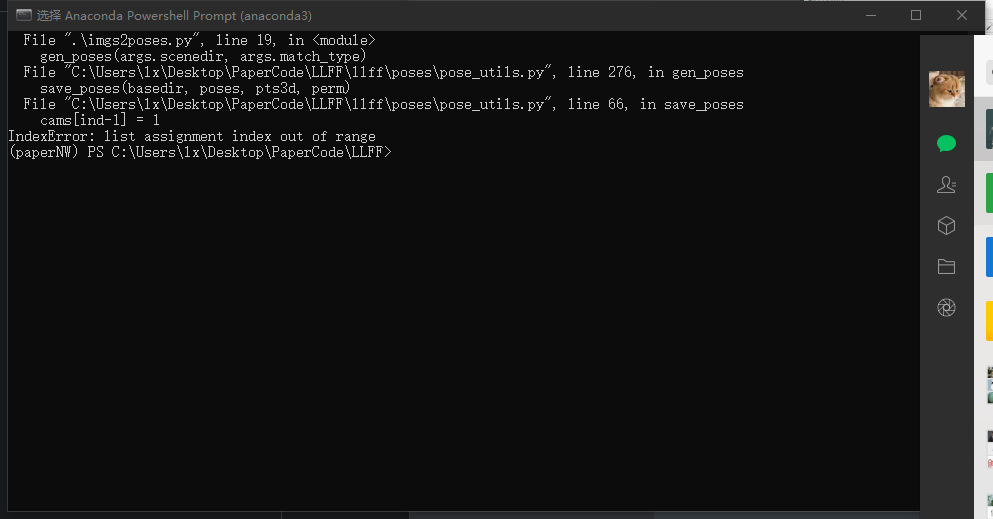 选择 Anaconda Powershell Prompt (anaconda3)
File ".\imgs2poses.py", line 19, in <module>
gen_poses(args.scenedir, args.match_type)
File "C:\Users\lx\Desktop\PaperCode\LLFF\llff\poses\pose_utils.py", line 276, in gen_poses
save_poses(basedir, poses, pts3d, perm)
File "C:\Users\lx\Desktop\PaperCode\LLFF\llff\poses\pose_utils.py", line 66, in save_poses
cams[ind-1] = 1
IndexError: list assignment index out of range
(paperNW) PS C:\Users\lx\Desktop\PaperCode\LLFF>